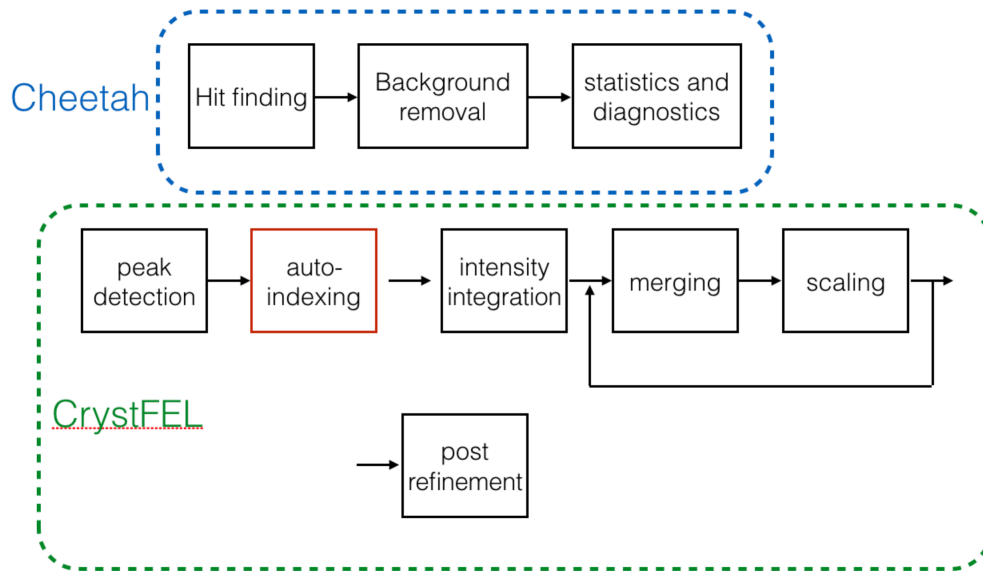 Cheetah
Hit finding
Background
removal
statistics and
diagnostics
peak
detection
auto-
indexing
intensity
integration
merging
scaling
CrystFEL
post
refinement